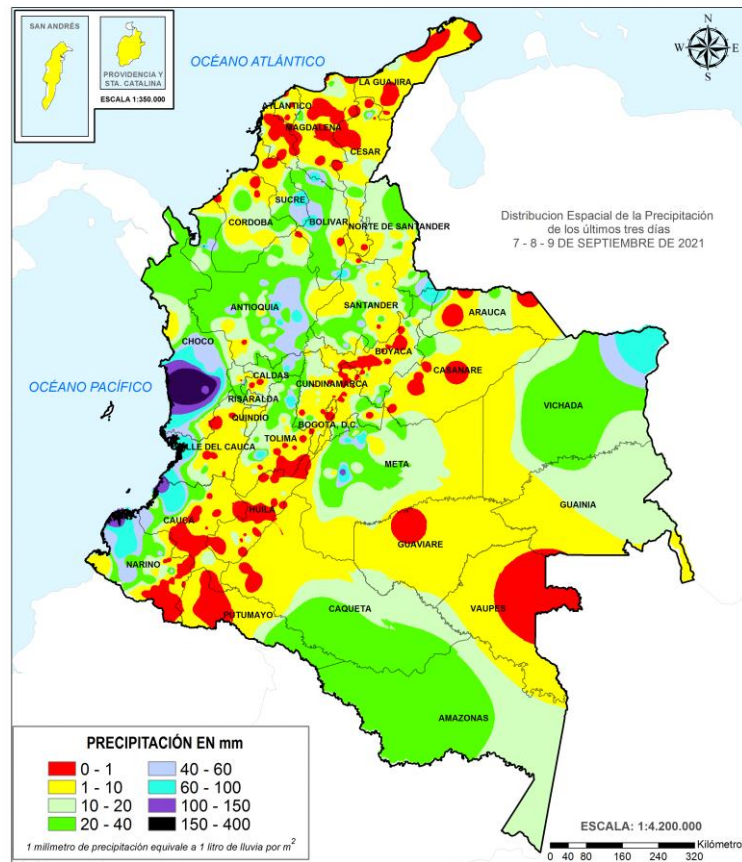 SAN ANDRÉS
PROVIDENCIA Y
STA. CATALINA
ESCALA 1:350.000
OCÉANO ATLÁNTICO
N
W
E
S
LA GUAJIRA
ATLÁNTICO
MAGDALENA
CESAR
SUCRE
CORDOBA
BOLIVAR
NORTE DE SANTANDER
Distribucion Espacial de la Precipitación
de los últimos tres días
7 - 8 - 9 DE SEPTIEMBRE DE 2021
ANTIOQUIA
SANTANDER
ARAUCA
CHOCO
BOYACA
CASANARE
OCÉANO PACÍFICO
CALDAS
CUNDINAMARCA
RISARALDA
VICHADA
QUINDIO
BOGOTA, D.C.
TOLIMA
VALLE DEL CAUCA
META
GUAINIA
CAUCA
HUILA
GUAVIARE
NARIÑO
PUTUMAYO
CAQUETA
VAUPES
AMAZONAS
PRECIPITACIÓN EN mm
0 - 1
40 - 60
1 - 10
60 - 100
10 - 20
100 - 150
20 - 40
150 - 400
1 milímetro de precipitación equivale a 1 litro de lluvia por m²
ESCALA: 1:4.200.000
Kilómetro
0 40 80 160 240 320